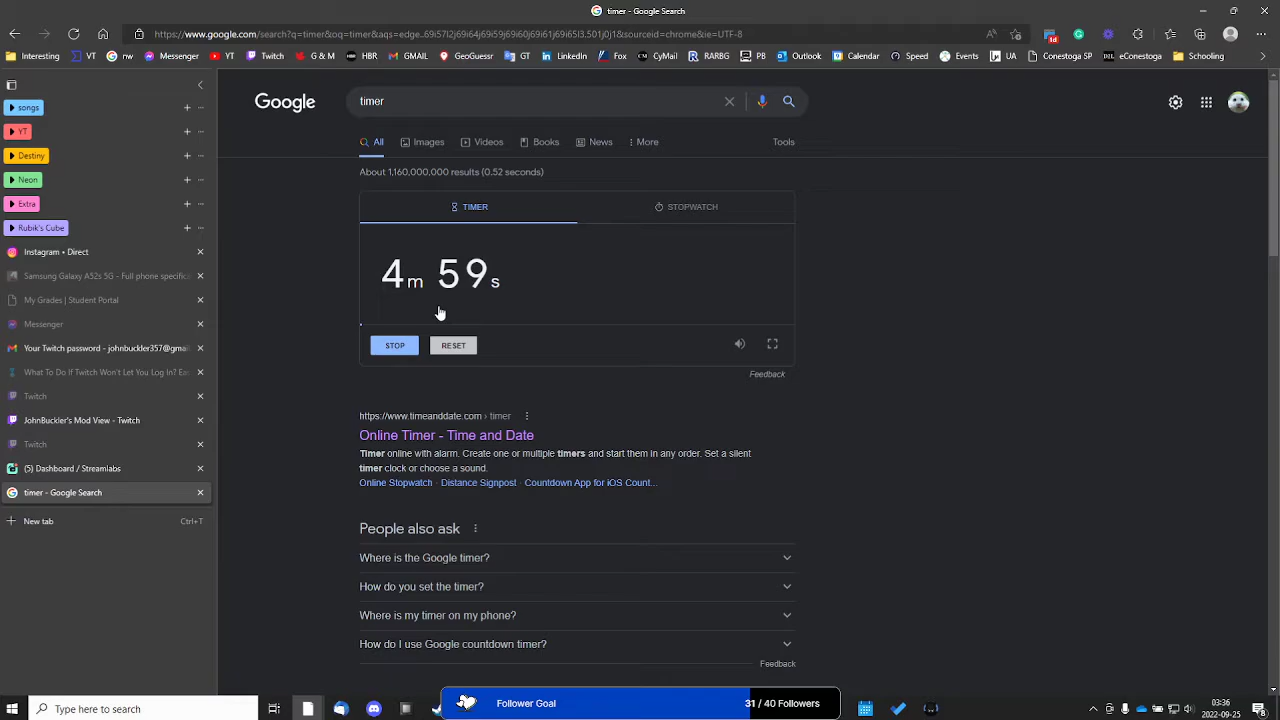 timer - Google Search
https://www.google.com/search?q=timer&oq=timer&aqs=edge..69i57l2j69i64j69i59j69i60j69i61j69i65l3.501j0j1&sourceid=chrome&ie=UTF-8
Interesting
VT
nw
Messenger
YT
Twitch
G & M
HBR
GMAIL
GeoGuesser
GT
LinkedIn
Fox
CyMail
R @ M
PB
Outlook
Calendar
Speed
Events
UA
Conestoga SP
eConestoga
Schooling
songs
YT
Destiny
Neon
Extra
Rubik's Cube
Instagram • Direct
Samsung Galaxy A52s 5G - Full phone specific
My Grades | Student Portal
Messenger
Your Twitch password - johnbuckler357@gmai
What To Do If Twitch Won't Let You Log In? Eas
Twitch
JohnBuckler's Mod View - Twitch
Twitch
(5) Dashboard / Streamlabs
timer - Google Search
New tab Ctrl+T
Google
timer
All
Images
Videos
Books
News
More
Tools
About 1,160,000,000 results (0.52 seconds)
TIMER
STOPWATCH
4m 59s
STOP
RESET
Feedback
https://www.timeanddate.com › timer
Online Timer - Time and Date
Timer online with alarm. Create one or multiple timers and start them in any order. Set a silent
timer clock or choose a sound.
Online Stopwatch · Distance Signpost · Countdown App for iOS Count...
People also ask
Where is the Google timer?
How do you set the timer?
Where is my timer on my phone?
How do I use Google countdown timer?
Feedback
Type here to search
Follower Goal
31 / 40 Followers
03:36
2022-09-25